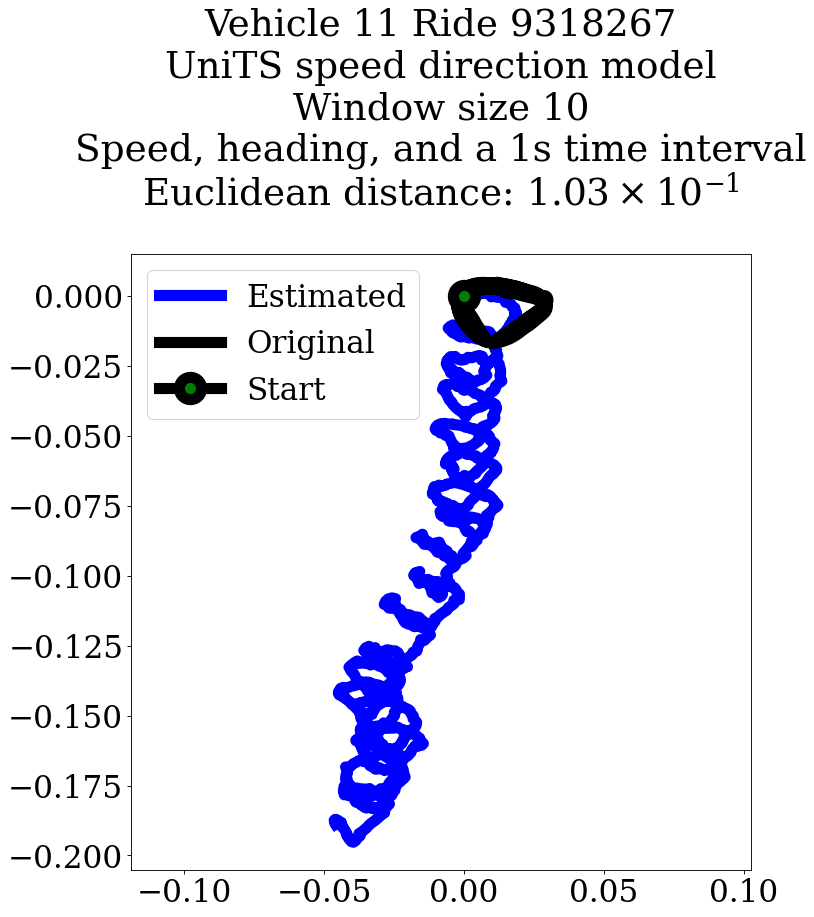 Vehicle 11 Ride 9318267
UniTS speed direction model
Window size 10
Speed, heading, and a 1s time interval
Euclidean distance: 1.03 × 10⁻¹
Estimated
Original
Start
0.000
−0.025
−0.050
−0.075
−0.100
−0.125
−0.150
−0.175
−0.200
−0.10 −0.05 0.00 0.05 0.10